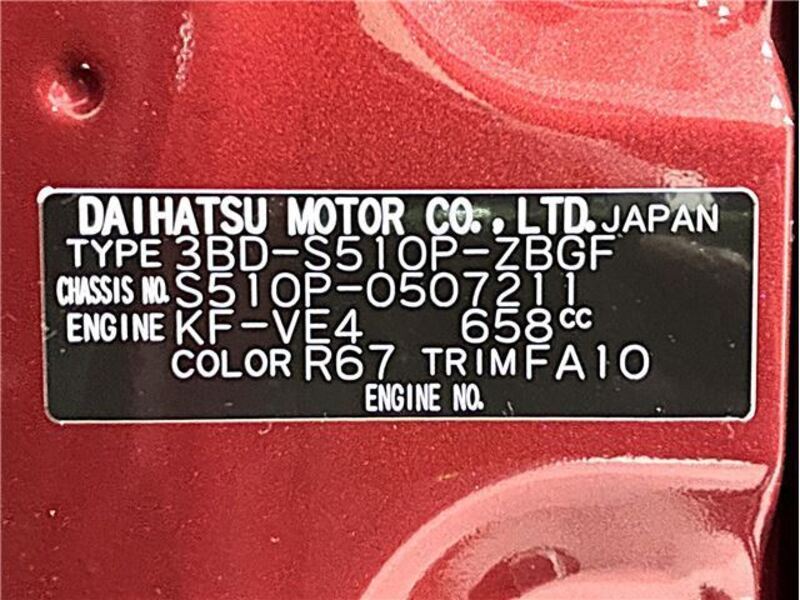 DAIHATSU MOTOR CO.,LTD. JAPAN
TYPE 3BD-S510P-ZBGF
CHASSIS NO. S510P-0507211
ENGINE KF-VE4 658cc
COLOR R67 TRIM FA10
ENGINE NO.